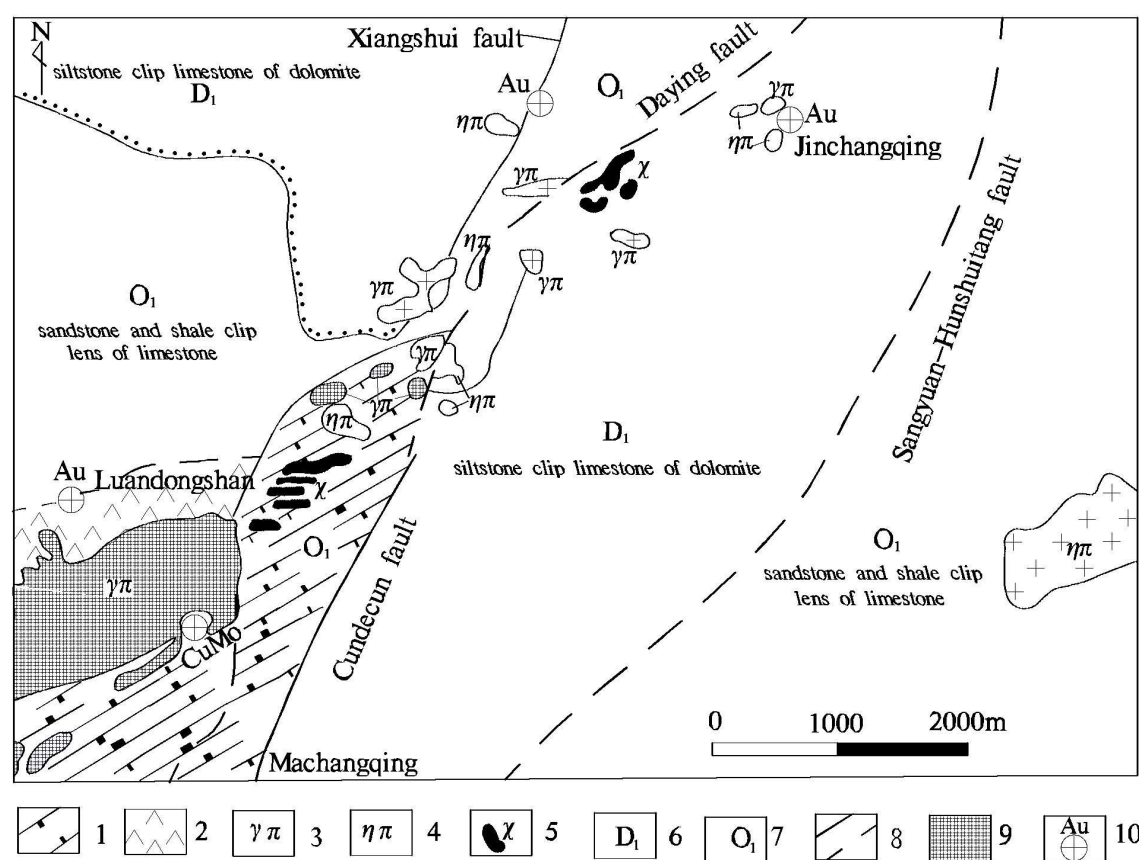 Xiangshui fault
N
siltstone clip limestone of dolomite
D₁
Au
O₁
Daying fault
γπ
Au
ηπ
ηπ
Jinchangqing
γπ
χ
Sangyuan-Hunshuitang fault
ηπ
γπ
γπ
γπ
O₁
sandstone and shale clip
lens of limestone
γπ
γπ
ηπ
ηπ
D₁
siltstone clip limestone of dolomite
Au
Luandongshan
χ
O₁
Cundecun fault
O₁
sandstone and shale clip
lens of limestone
ηπ
γπ
CuMo
0 1000 2000m
Machangqing
1 2 γπ 3 ηπ 4 χ 5 D₁ 6 O₁ 7 8 9 Au 10